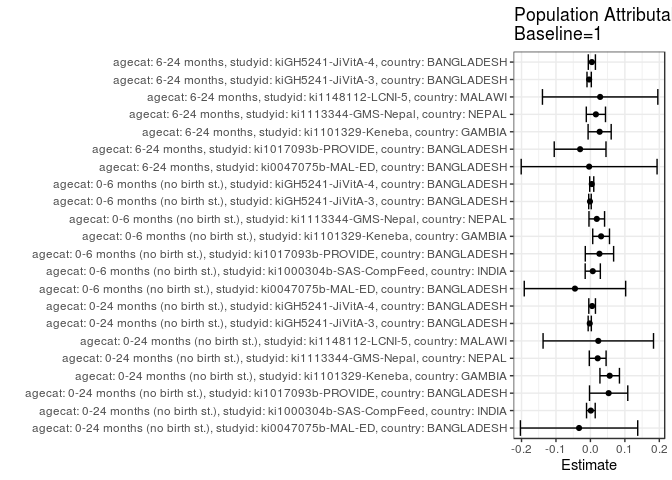 Population Attributa
Baseline=1
agecat: 6-24 months, studyid: kiGH5241-JiVitA-4, country: BANGLADESH
agecat: 6-24 months, studyid: kiGH5241-JiVitA-3, country: BANGLADESH
agecat: 6-24 months, studyid: ki1148112-LCNI-5, country: MALAWI
agecat: 6-24 months, studyid: ki1113344-GMS-Nepal, country: NEPAL
agecat: 6-24 months, studyid: ki1101329-Keneba, country: GAMBIA
agecat: 6-24 months, studyid: ki1017093b-PROVIDE, country: BANGLADESH
agecat: 6-24 months, studyid: ki0047075b-MAL-ED, country: BANGLADESH
agecat: 0-6 months (no birth st.), studyid: kiGH5241-JiVitA-4, country: BANGLADESH
agecat: 0-6 months (no birth st.), studyid: kiGH5241-JiVitA-3, country: BANGLADESH
agecat: 0-6 months (no birth st.), studyid: ki1113344-GMS-Nepal, country: NEPAL
agecat: 0-6 months (no birth st.), studyid: ki1101329-Keneba, country: GAMBIA
agecat: 0-6 months (no birth st.), studyid: ki1017093b-PROVIDE, country: BANGLADESH
agecat: 0-6 months (no birth st.), studyid: ki1000304b-SAS-CompFeed, country: INDIA
agecat: 0-6 months (no birth st.), studyid: ki0047075b-MAL-ED, country: BANGLADESH
agecat: 0-24 months (no birth st.), studyid: kiGH5241-JiVitA-4, country: BANGLADESH
agecat: 0-24 months (no birth st.), studyid: kiGH5241-JiVitA-3, country: BANGLADESH
agecat: 0-24 months (no birth st.), studyid: ki1148112-LCNI-5, country: MALAWI
agecat: 0-24 months (no birth st.), studyid: ki1113344-GMS-Nepal, country: NEPAL
agecat: 0-24 months (no birth st.), studyid: ki1101329-Keneba, country: GAMBIA
agecat: 0-24 months (no birth st.), studyid: ki1017093b-PROVIDE, country: BANGLADESH
agecat: 0-24 months (no birth st.), studyid: ki1000304b-SAS-CompFeed, country: INDIA
agecat: 0-24 months (no birth st.), studyid: ki0047075b-MAL-ED, country: BANGLADESH
-0.2 -0.1 0.0 0.1 0.2
Estimate